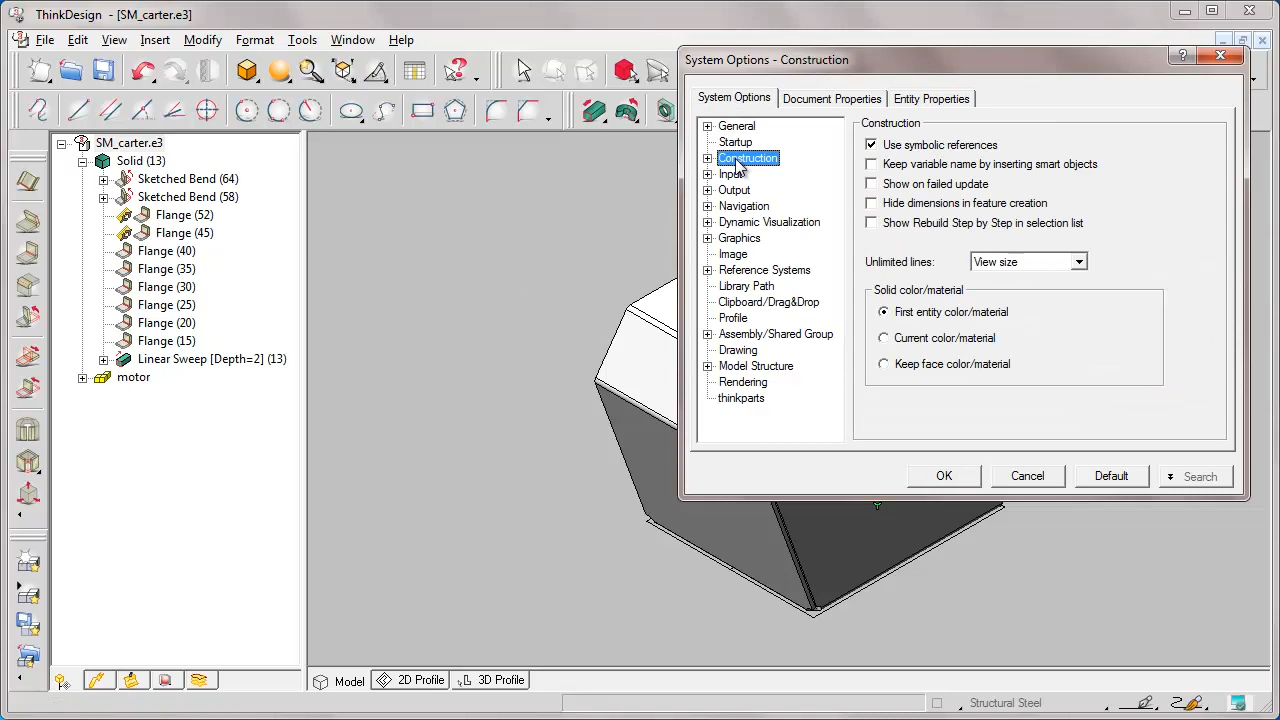 ThinkDesign - [SM_carter.e3]
File Edit View Insert Modify Format Tools Window Help
SM_carter.e3
Solid (13)
Sketched Bend (64)
Sketched Bend (58)
Flange (52)
Flange (45)
Flange (40)
Flange (35)
Flange (30)
Flange (25)
Flange (20)
Flange (15)
Linear Sweep [Depth=2] (13)
motor
System Options - Construction
System Options Document Properties Entity Properties
General
Startup
Construction
Input
Output
Navigation
Dynamic Visualization
Graphics
Image
Reference Systems
Library Path
Clipboard/Drag&Drop
Profile
Assembly/Shared Group
Drawing
Model Structure
Rendering
thinkparts
Construction
Use symbolic references
Keep variable name by inserting smart objects
Show on failed update
Hide dimensions in feature creation
Show Rebuild Step by Step in selection list
Unlimited lines: View size
Solid color/material
First entity color/material
Current color/material
Keep face color/material
OK Cancel Default Search
Model 2D Profile 3D Profile
Structural Steel